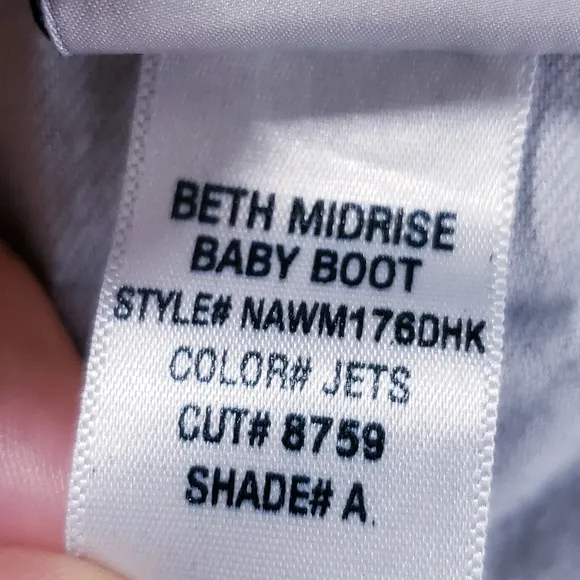 BETH MIDRISE
BABY BOOT
STYLE# NAWM176DHK
COLOR# JETS
CUT# 8759
SHADE# A